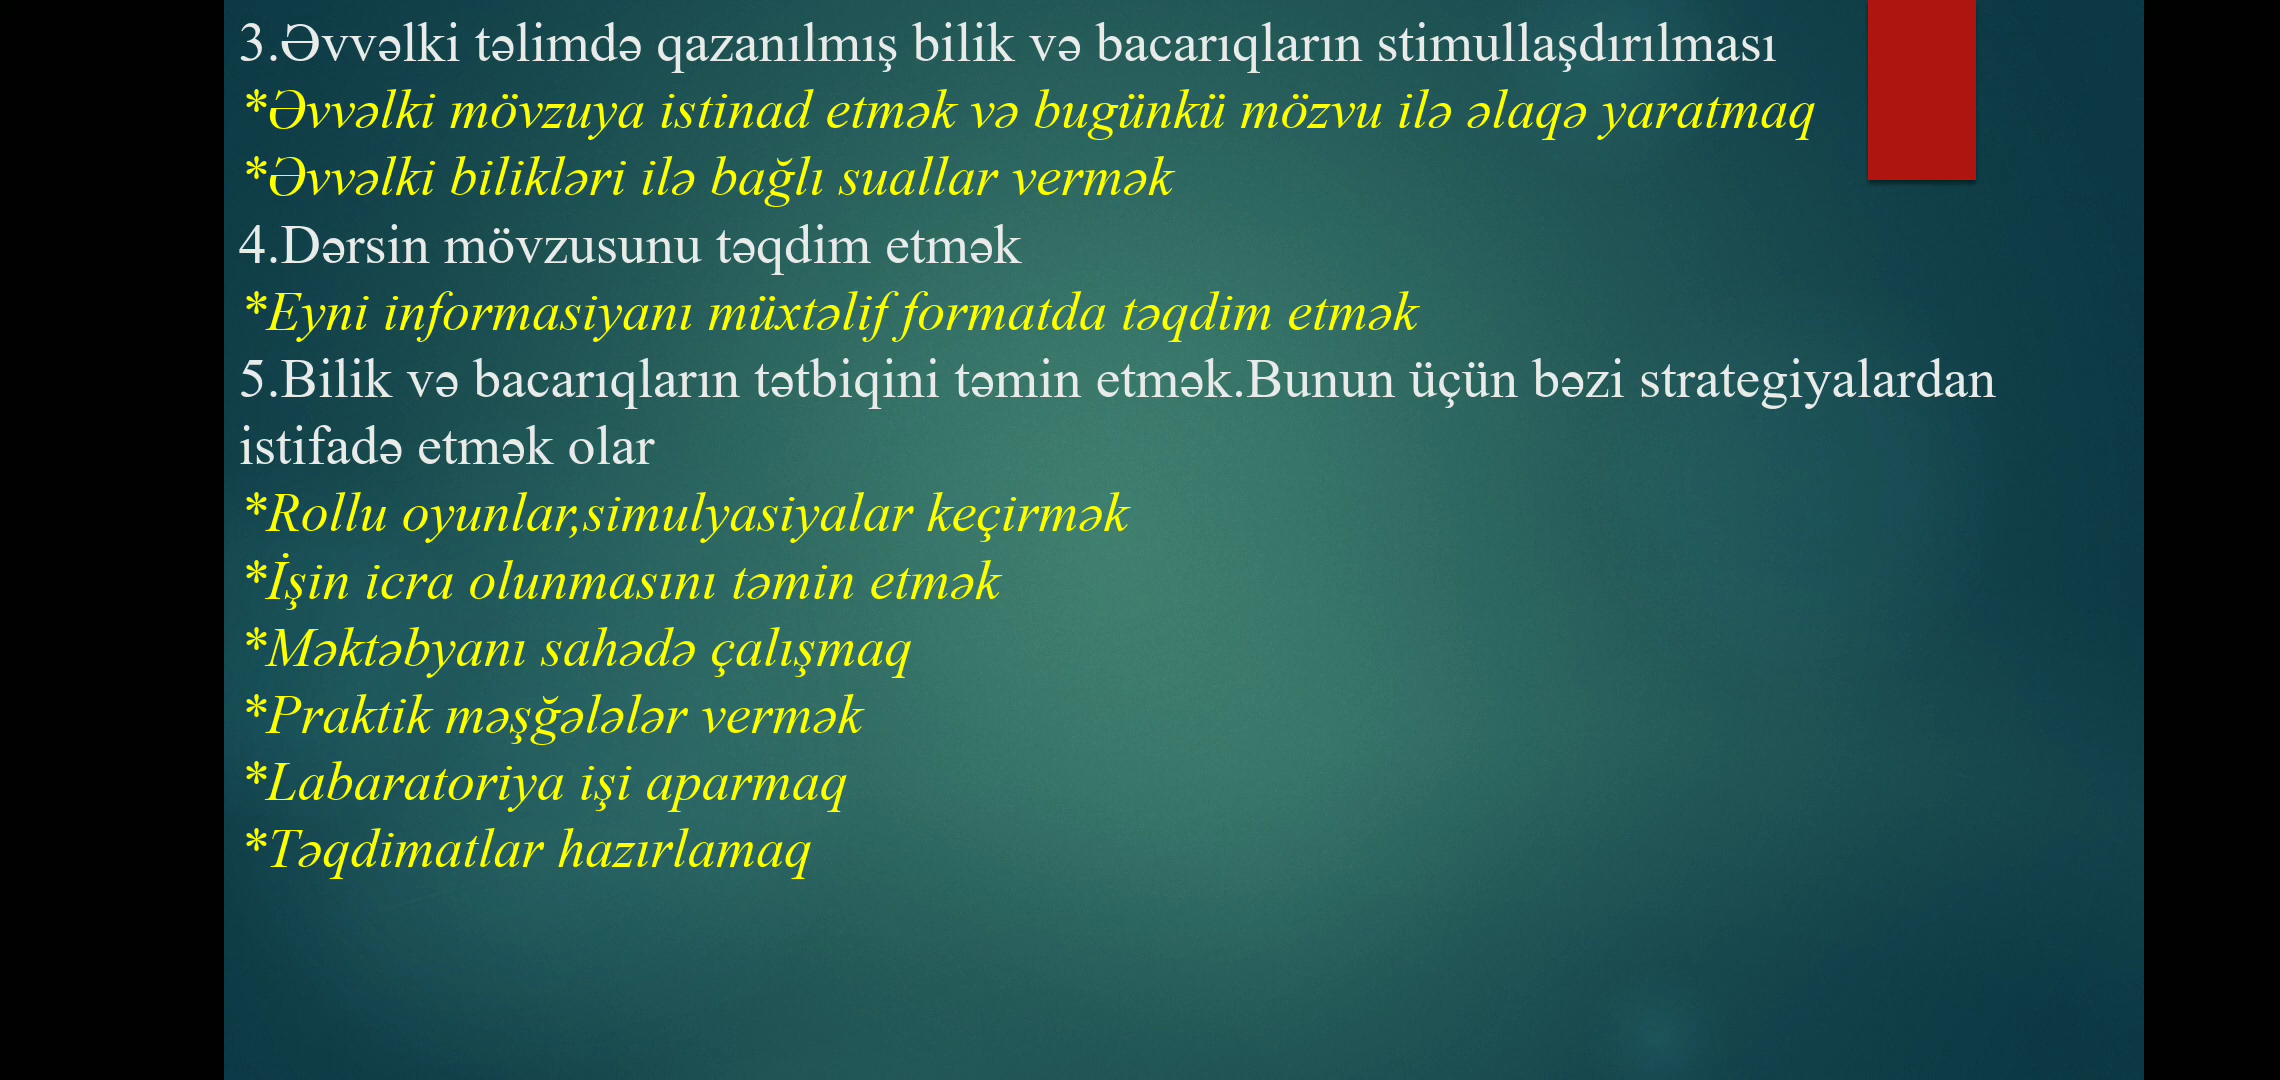 3.Əvvəlki təlimdə qazanılmış bilik və bacarıqların stimullaşdırılması
*Əvvəlki mövzuya istinad etmək və bugünkü mözvu ilə əlaqə yaratmaq
*Əvvəlki bilikləri ilə bağlı suallar vermək
4.Dərsin mövzusunu təqdim etmək
*Eyni informasiyanı müxtəlif formatda təqdim etmək
5.Bilik və bacarıqların tətbiqini təmin etmək.Bunun üçün bəzi strategiyalardan
istifadə etmək olar
*Rollu oyunlar,simulyasiyalar keçirmək
*İşin icra olunmasını təmin etmək
*Məktəbyanı sahədə çalışmaq
*Praktik məşğələlər vermək
*Labaratoriya işi aparmaq
*Təqdimatlar hazırlamaq